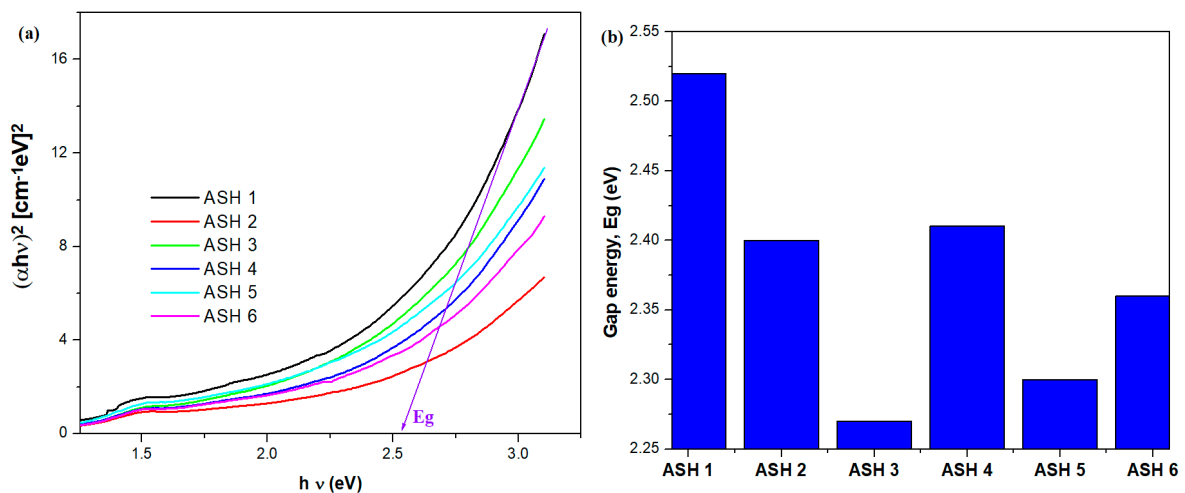 (a)
16
12
8
4
0
(αhν)² [cm⁻¹eV]²
ASH 1
ASH 2
ASH 3
ASH 4
ASH 5
ASH 6
Eg
1.5 2.0 2.5 3.0
h ν (eV)
(b)
2.55
2.50
2.45
2.40
2.35
2.30
2.25
Gap energy, Eg (eV)
ASH 1 ASH 2 ASH 3 ASH 4 ASH 5 ASH 6